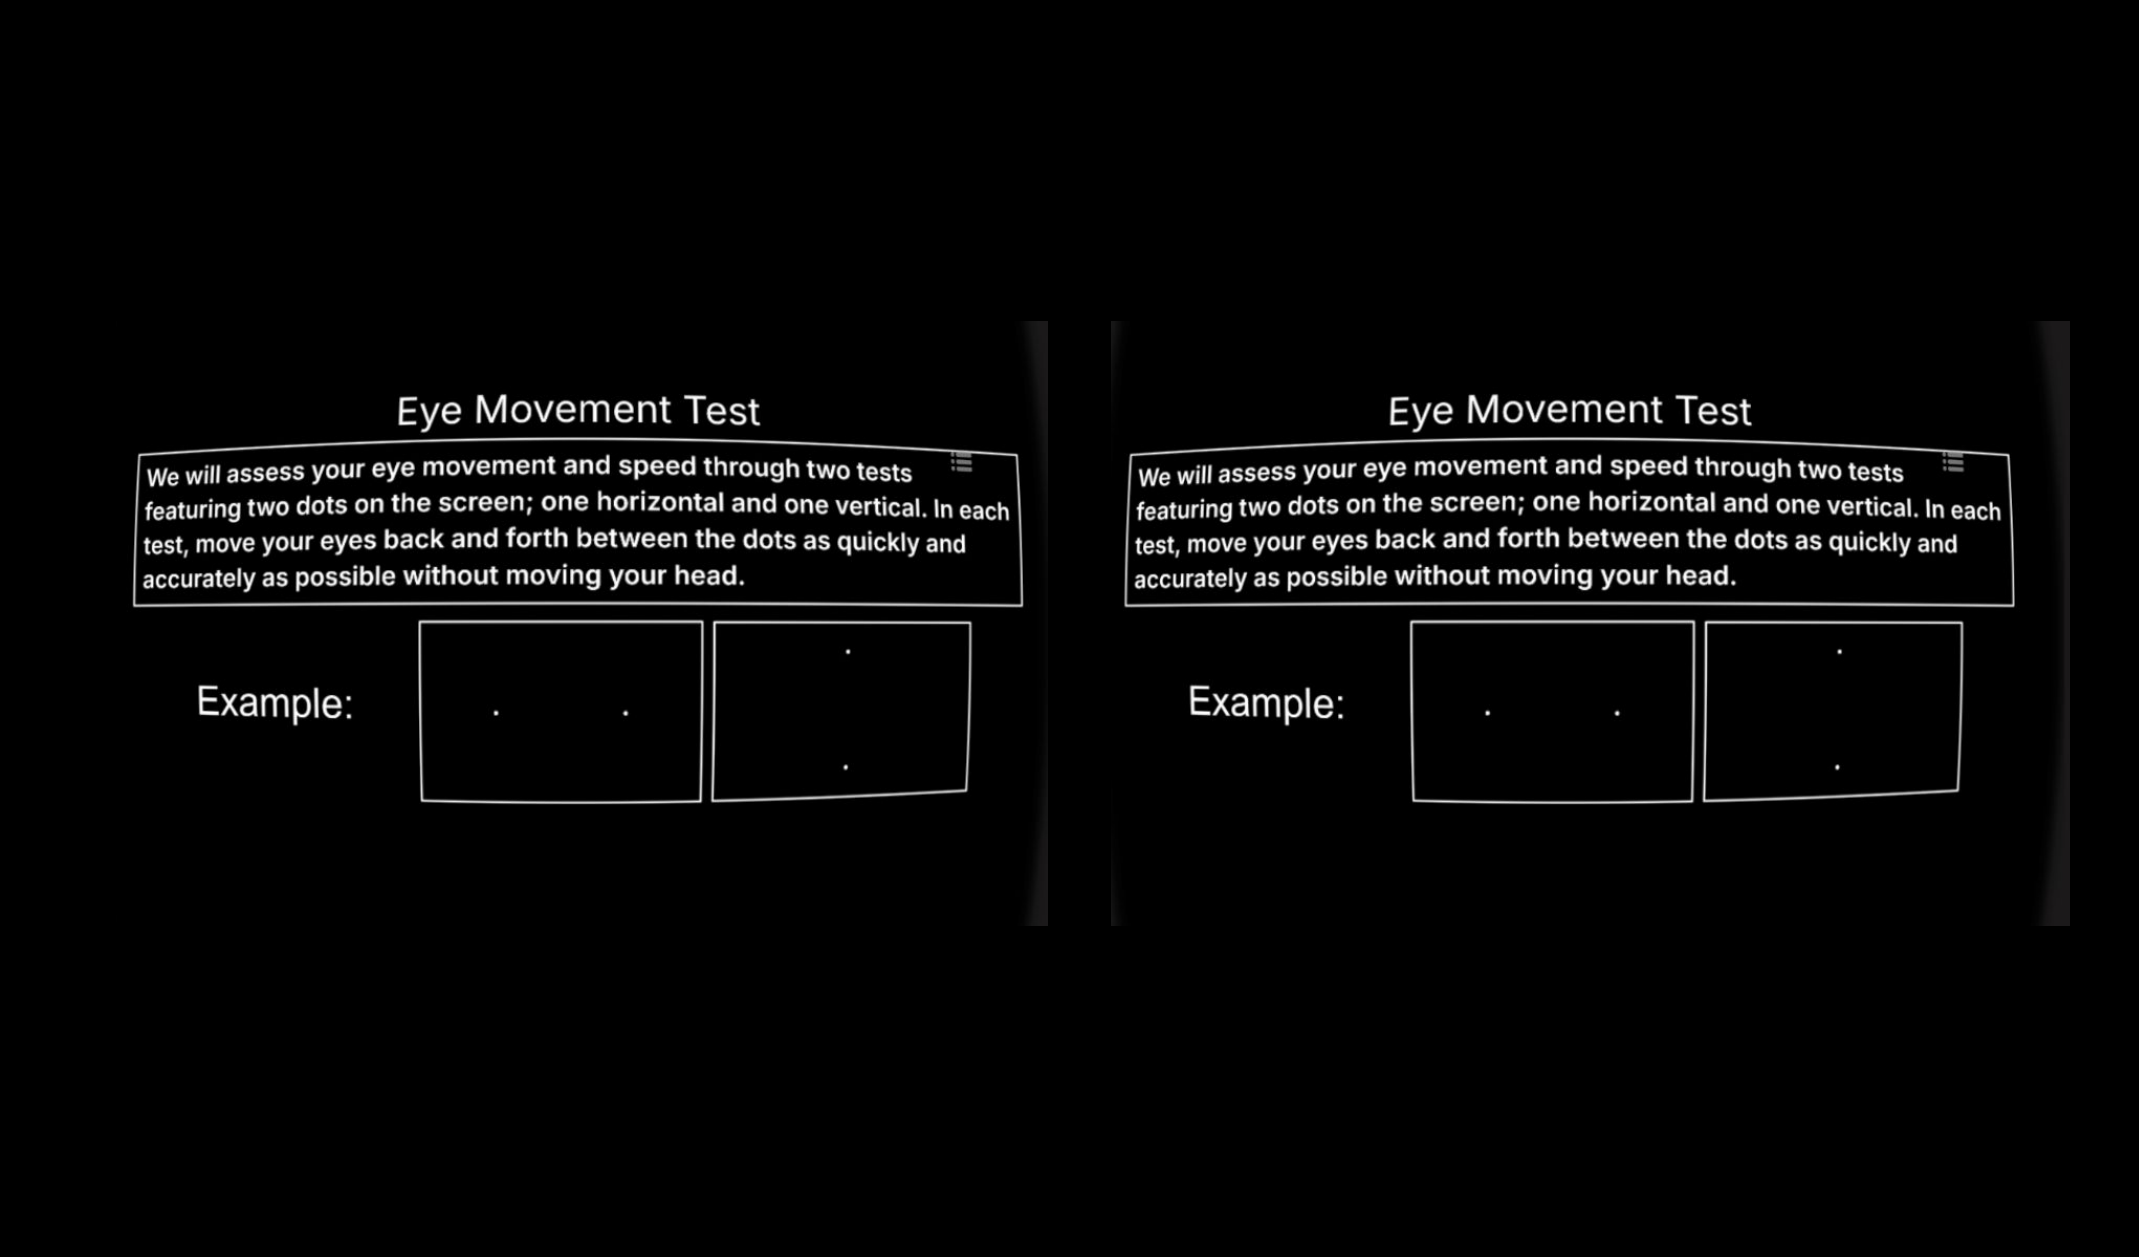 Eye Movement Test
We will assess your eye movement and speed through two tests
featuring two dots on the screen; one horizontal and one vertical. In each
test, move your eyes back and forth between the dots as quickly and
accurately as possible without moving your head.
Example:
Eye Movement Test
We will assess your eye movement and speed through two tests
featuring two dots on the screen; one horizontal and one vertical. In each
test, move your eyes back and forth between the dots as quickly and
accurately as possible without moving your head.
Example: